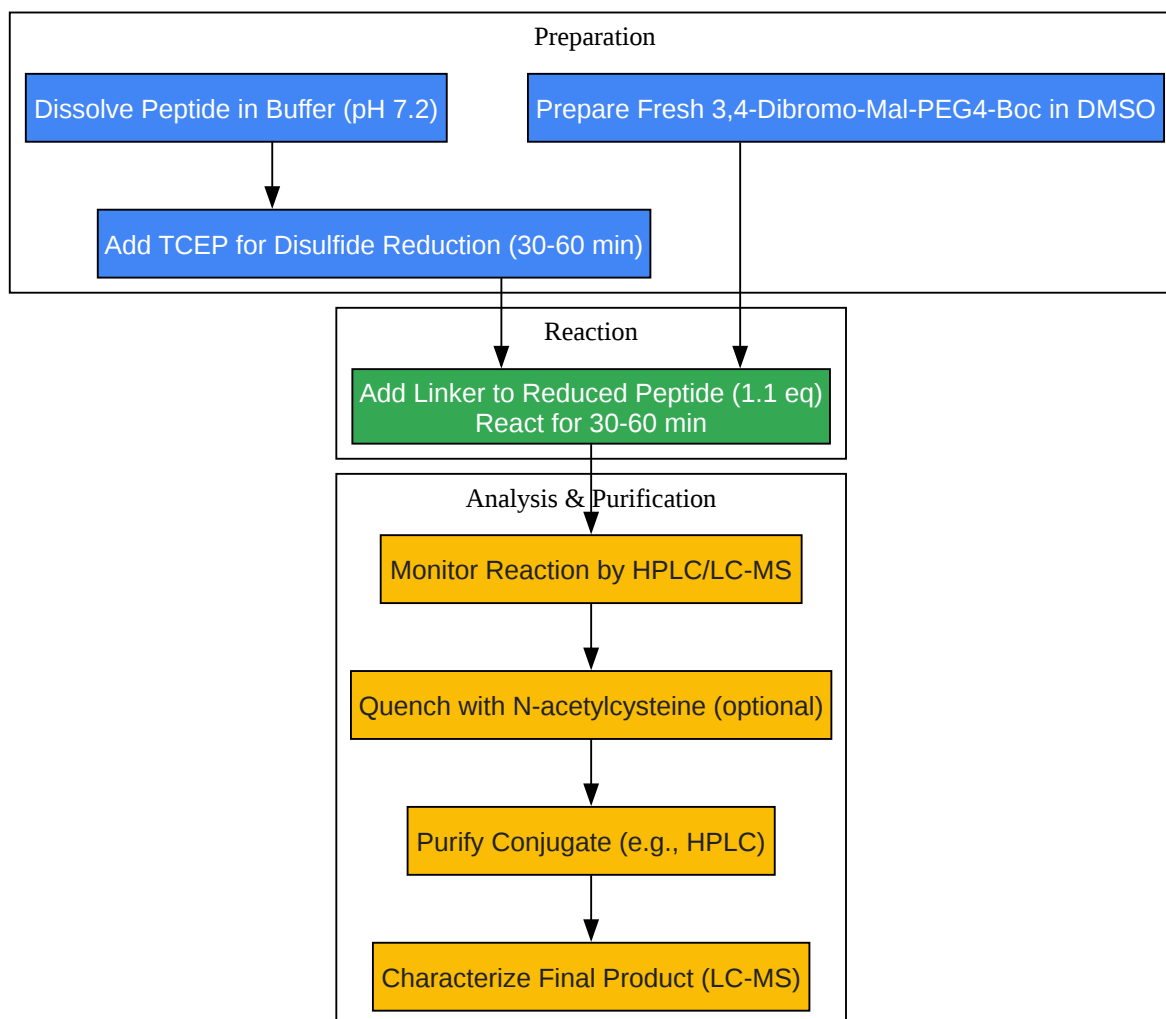 Preparation
Dissolve Peptide in Buffer (pH 7.2)
Prepare Fresh 3,4-Dibromo-Mal-PEG4-Boc in DMSO
Add TCEP for Disulfide Reduction (30-60 min)
Reaction
Add Linker to Reduced Peptide (1.1 eq)
React for 30-60 min
Analysis & Purification
Monitor Reaction by HPLC/LC-MS
Quench with N-acetylcysteine (optional)
Purify Conjugate (e.g., HPLC)
Characterize Final Product (LC-MS)